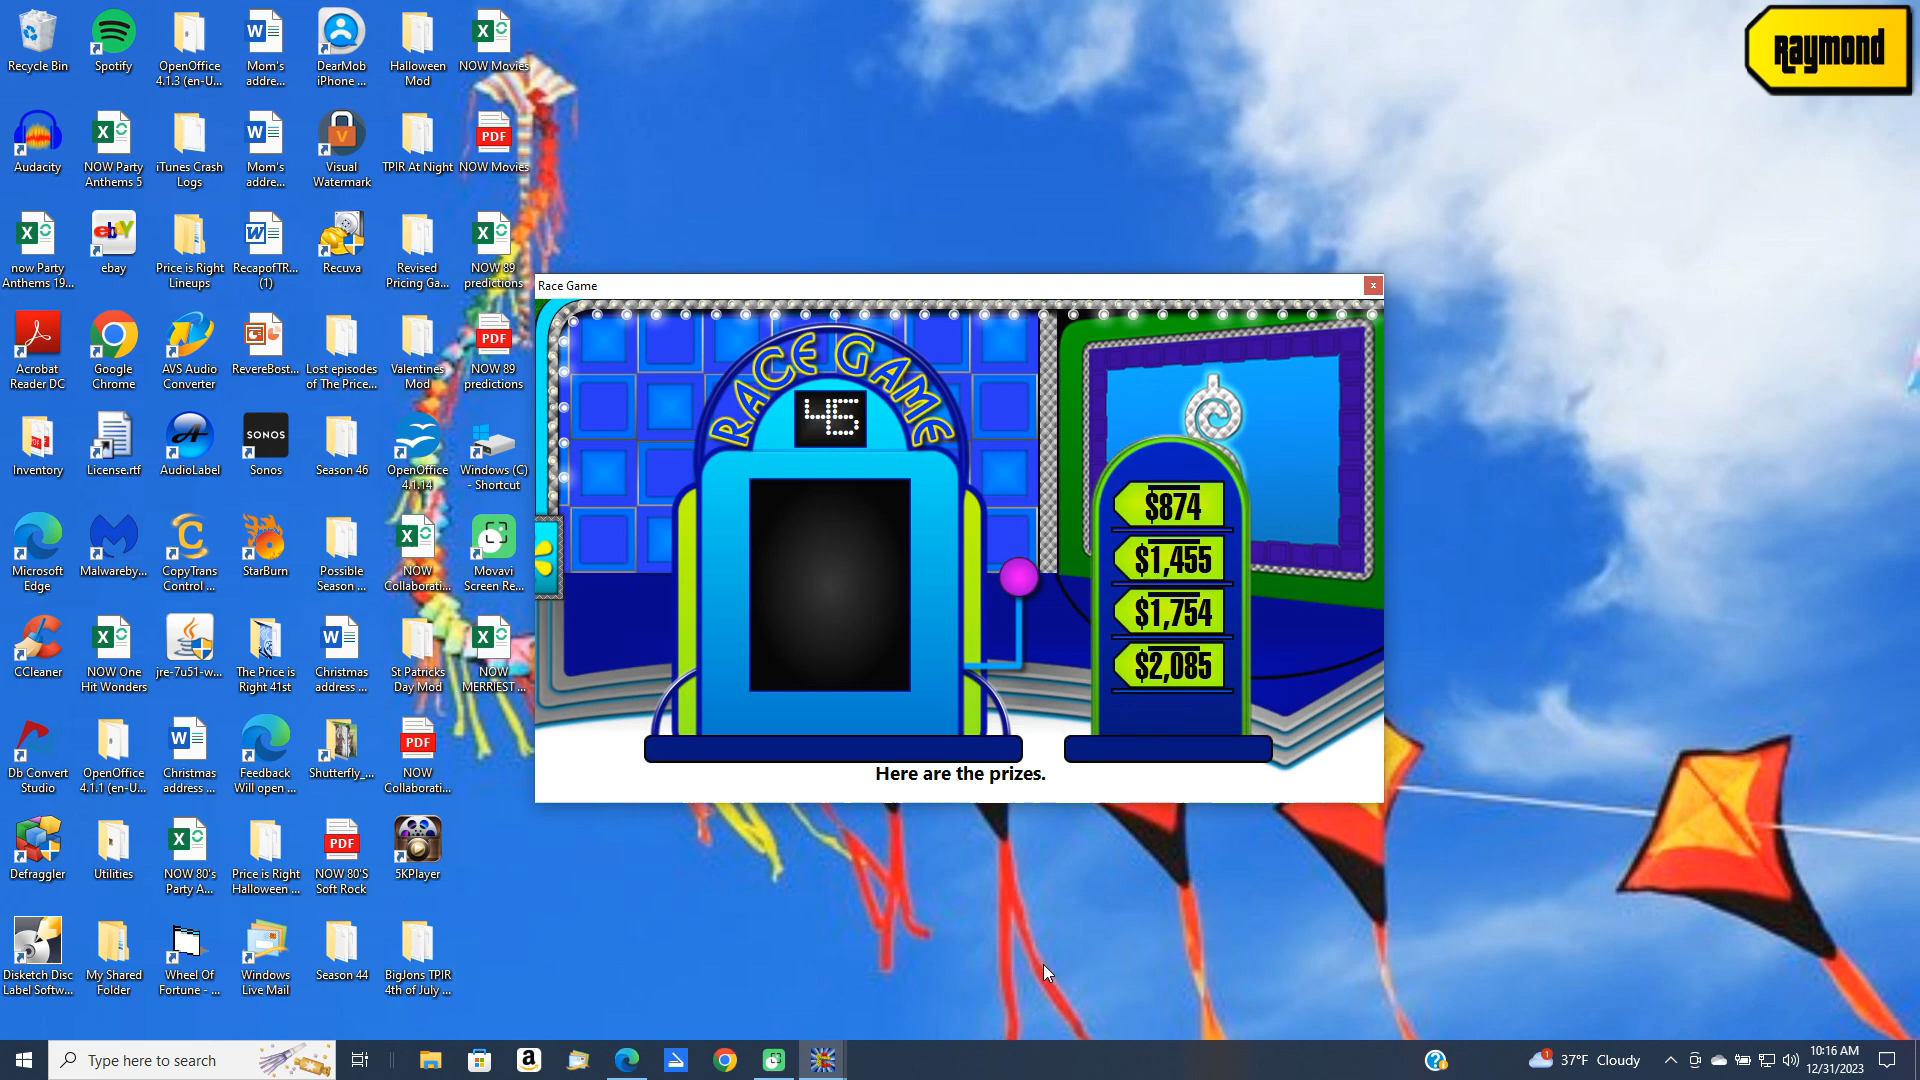 Recycle Bin
Spotify
OpenOffice
4.1.3 (en-U...
Mom's
addre...
DearMob
iPhone ...
Halloween
Mod
NOW Movies
Raymond
Audacity
NOW Party
Anthems 5
iTunes Crash
Logs
Mom's
addre...
Visual
Watermark
TPIR At Night
PDF
NOW Movies
now Party
Anthems 19...
ebay
ebay
Price is Right
Lineups
RecapofTR...
(1)
Recuva
Revised
Pricing Ga...
NOW 89
predictions
Race Game
Acrobat
Reader DC
Google
Chrome
AVS Audio
Converter
RevereBost...
Lost episodes
of The Price...
Valentines
Mod
PDF
NOW 89
predictions
RACE GAME
45
Inventory
License.rtf
AudioLabel
SONOS
Sonos
Season 46
OpenOffice
4.1.14
Windows (C)
- Shortcut
$874
$1,455
$1,754
$2,085
Microsoft
Edge
Malwareby...
CopyTrans
Control ...
StarBurn
Possible
Season ...
NOW
Collaborati...
Movavi
Screen Re...
CCleaner
NOW One
Hit Wonders
jre-7u51-w...
The Price is
Right 41st
Christmas
address ...
St Patricks
Day Mod
NOW
MERRIEST ...
Here are the prizes.
Db Convert
Studio
OpenOffice
4.1.1 (en-U...
Christmas
address ...
Feedback
Will open ...
Shutterfly_...
PDF
NOW
Collaborati...
Defraggler
Utilities
NOW 80's
Party A...
Price is Right
Halloween ...
PDF
NOW 80'S
Soft Rock
5KPlayer
Disketch Disc
Label Softw...
My Shared
Folder
Wheel Of
Fortune - ...
Windows
Live Mail
Season 44
BigJons TPIR
4th of July ...
Type here to search
37°F Cloudy
10:16 AM
12/31/2023